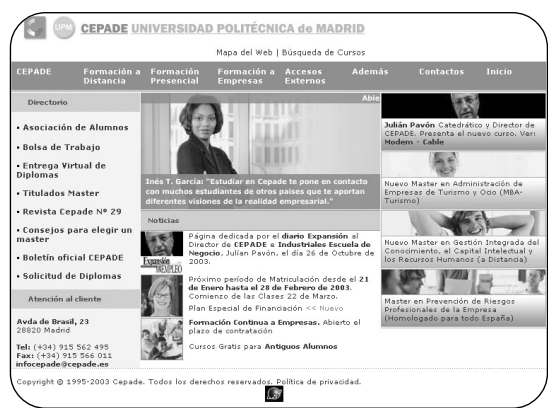 UPM CEPADE UNIVERSIDAD POLITÉCNICA de MADRID
Mapa del Web | Búsqueda de Cursos
CEPADE
Formación a
Distancia
Formación
Presencial
Formación a
Empresas
Accesos
Externos
Además
Contactos
Inicio
Directorio
• Asociación de Alumnos
• Bolsa de Trabajo
• Entrega Virtual de
Diplomas
• Titulados Master
• Revista Cepade Nº 29
• Consejos para elegir un
master
• Boletín oficial CEPADE
• Solicitud de Diplomas
Atención al cliente
Avda de Brasil, 23
28820 Madrid
Tel: (+34) 915 562 495
Fax: (+34) 915 566 011
infocepade@cepade.es
Abie
Inés T. García: "Estudiar en Cepade te pone en contacto
con muchos estudiantes de otros países que te aportan
diferentes visiones de la realidad empresarial."
Noticias
Expansión
&EMPLEO
Página dedicada por el diario Expansión al
Director de CEPADE e Industriales Escuela de
Negocio, Julían Pavón, el día 26 de Octubre de
2003.
Próximo período de Matriculación desde el 21
de Enero hasta el 28 de Febrero de 2003.
Comienzo de las Clases 22 de Marzo.
Plan Especial de Financiación << Nuevo
Formación Continua a Empresas. Abierto el
plazo de contratación
Cursos Gratis para Antiguos Alumnos
Julián Pavón Catedrático y Director de
CEPADE. Presenta el nuevo curso. Ver:
Modem - Cable
Nuevo Master en Administración de
Empresas de Turismo y Ocio (MBA-
Turismo)
Nuevo Master en Gestión Integrada del
Conocimiento, el Capital Intelectual y
los Recursos Humanos (a Distancia)
Master en Prevención de Riesgos
Profesionales de la Empresa
(Homologado para todo España)
Copyright @ 1995-2003 Cepade. Todos los derechos reservados. Política de privacidad.